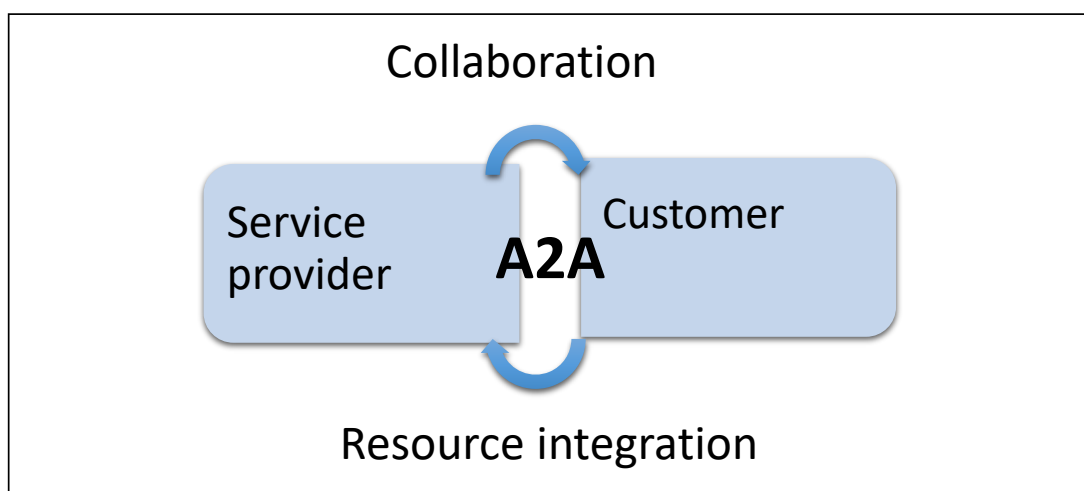 Collaboration
Service
provider
A2A
Customer
Resource integration